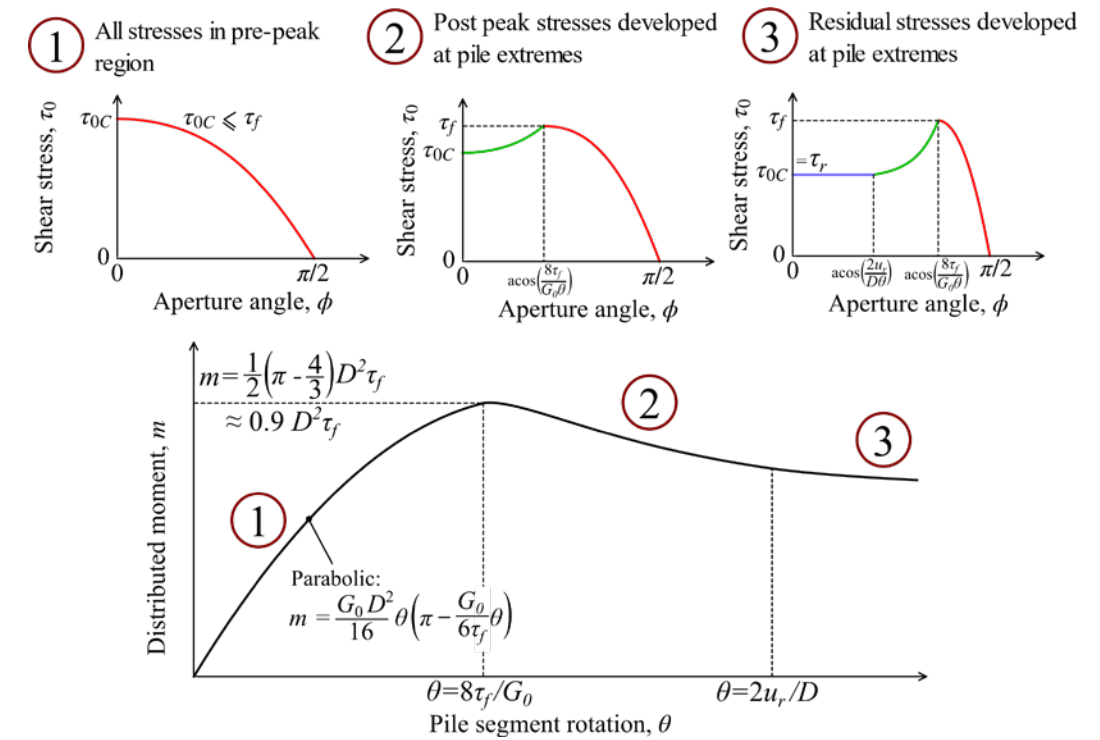 1 All stresses in pre-peak
region
Shear stress, τ₀
τ₀C
τ₀C ⩽ τf
0
0
π/2
Aperture angle, ϕ
2 Post peak stresses developed
at pile extremes
Shear stress, τ₀
τf
τ₀C
0
0
acos(8τf/G₀θ)
π/2
Aperture angle, ϕ
3 Residual stresses developed
at pile extremes
Shear stress, τ₀
τf
τ₀C =τr
0
0
acos(2ur/Dθ)
acos(8τf/G₀θ)
π/2
Aperture angle, ϕ
Distributed moment, m
m=1/2(π - 4/3)D²τf
≈ 0.9 D²τf
1
2
3
Parabolic:
m = G₀D²/16 θ(π − G₀/6τf θ)
θ=8τf/G₀
θ=2ur/D
Pile segment rotation, θ